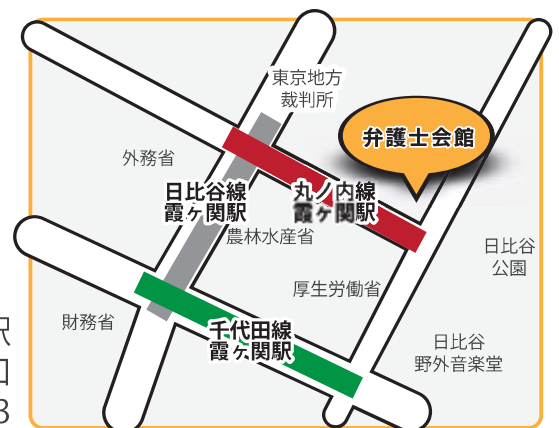 東京地方
裁判所
弁護士会館
外務省
日比谷線
霞ヶ関駅
丸ノ内線
霞ヶ関駅
農林水産省
日比谷
公園
厚生労働省
財務省
千代田線
霞ヶ関駅
日比谷
野外音楽堂
駅
口
3